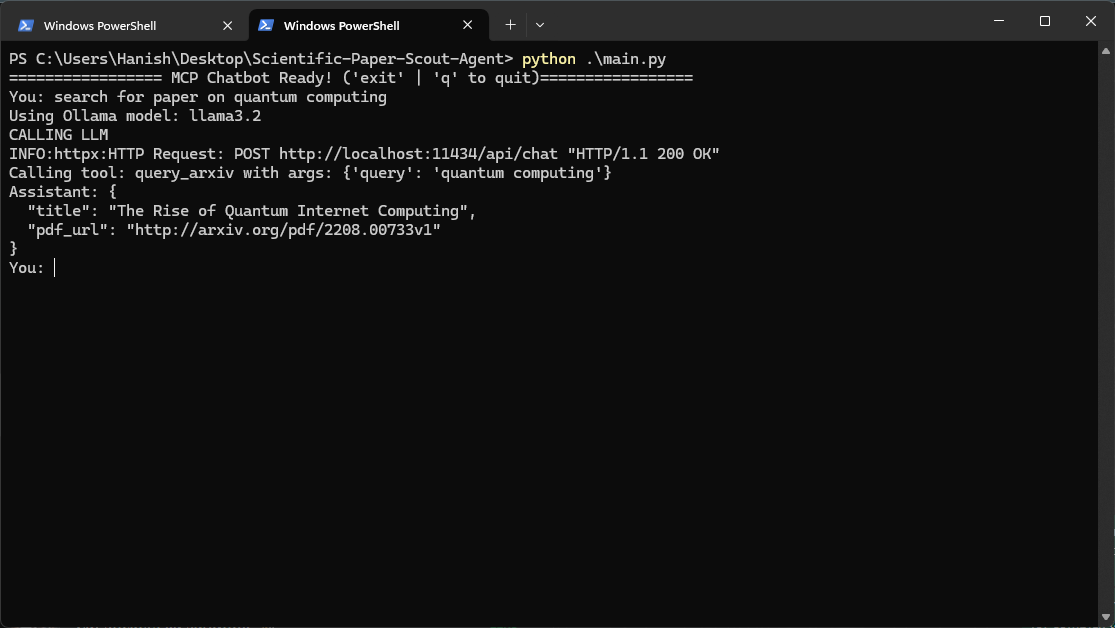 Windows PowerShell
Windows PowerShell
PS C:\Users\Hanish\Desktop\Scientific-Paper-Scout-Agent> python .\main.py
================= MCP Chatbot Ready! ('exit' | 'q' to quit)=================
You: search for paper on quantum computing
Using Ollama model: llama3.2
CALLING LLM
INFO:httpx:HTTP Request: POST http://localhost:11434/api/chat "HTTP/1.1 200 OK"
Calling tool: query_arxiv with args: {'query': 'quantum computing'}
Assistant: {
  "title": "The Rise of Quantum Internet Computing",
  "pdf_url": "http://arxiv.org/pdf/2208.00733v1"
}
You: